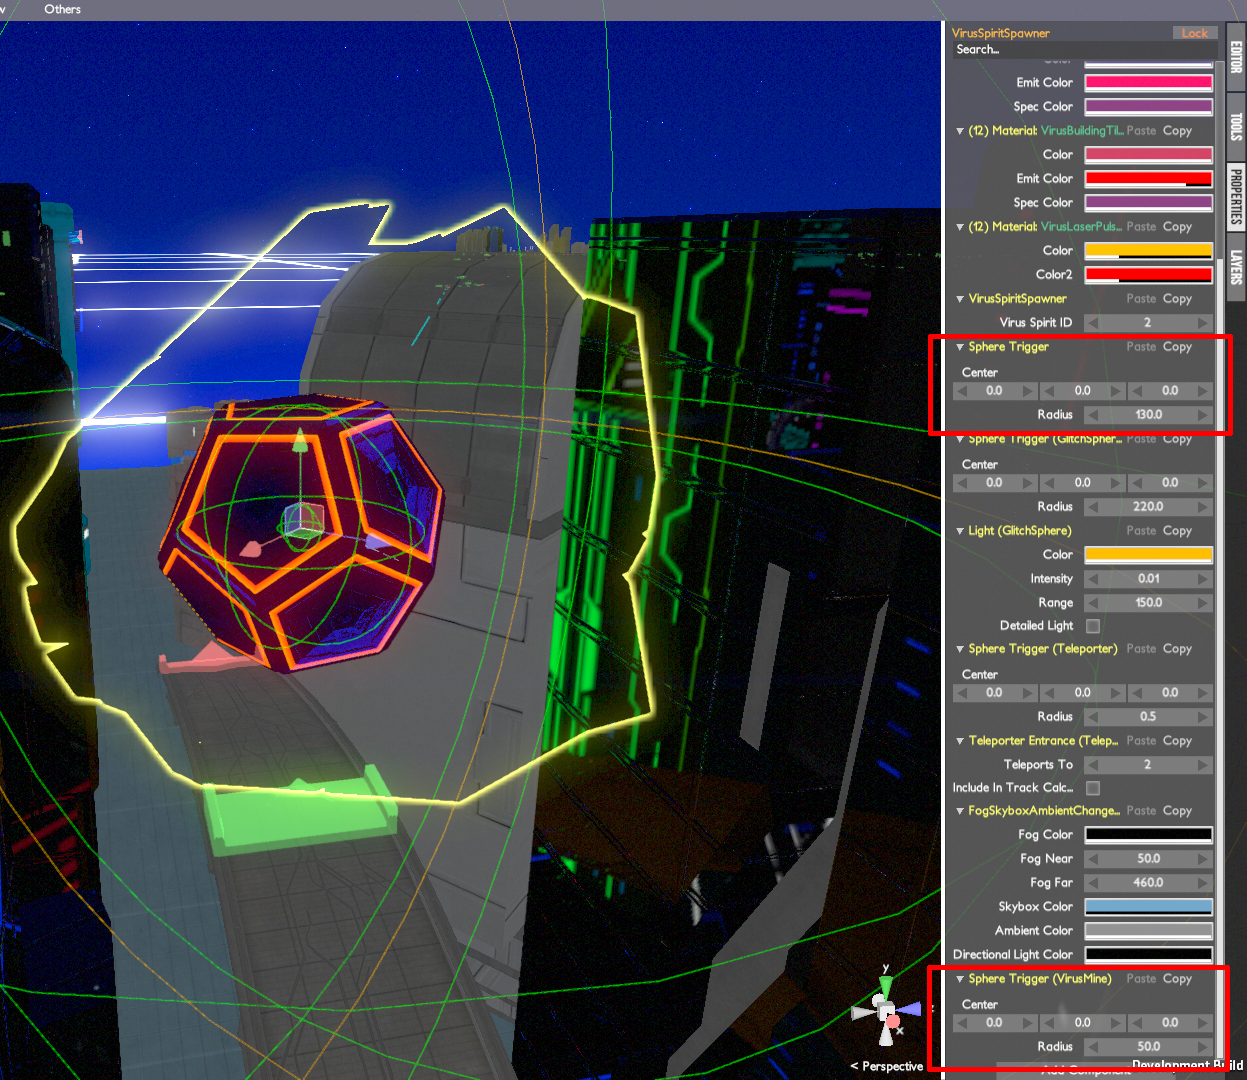 w Others
VirusSpiritSpawner Lock
Search...
Color
Emit Color
Spec Color
(12) Material: VirusBuildingTil... Paste Copy
Color
Emit Color
Spec Color
(12) Material: VirusLaserPuls... Paste Copy
Color
Color2
VirusSpiritSpawner Paste Copy
Virus Spirit ID 2
Sphere Trigger Paste Copy
Center
0.0 0.0 0.0
Radius 130.0
Sphere Trigger (GlitchSpher... Paste Copy
Center
0.0 0.0 0.0
Radius 220.0
Light (GlitchSphere) Paste Copy
Color
Intensity 0.01
Range 150.0
Detailed Light
Sphere Trigger (Teleporter) Paste Copy
Center
0.0 0.0 0.0
Radius 0.5
Teleporter Entrance (Telep... Paste Copy
Teleports To 2
Include In Track Calc...
FogSkyboxAmbientChange... Paste Copy
Fog Color
Fog Near 50.0
Fog Far 460.0
Skybox Color
Ambient Color
Directional Light Color
Sphere Trigger (VirusMine) Paste Copy
Center
0.0 0.0 0.0
Radius 50.0
Add Component
Development Build
EDITOR
TOOLS
PROPERTIES
LAYERS
y
z
x
< Perspective